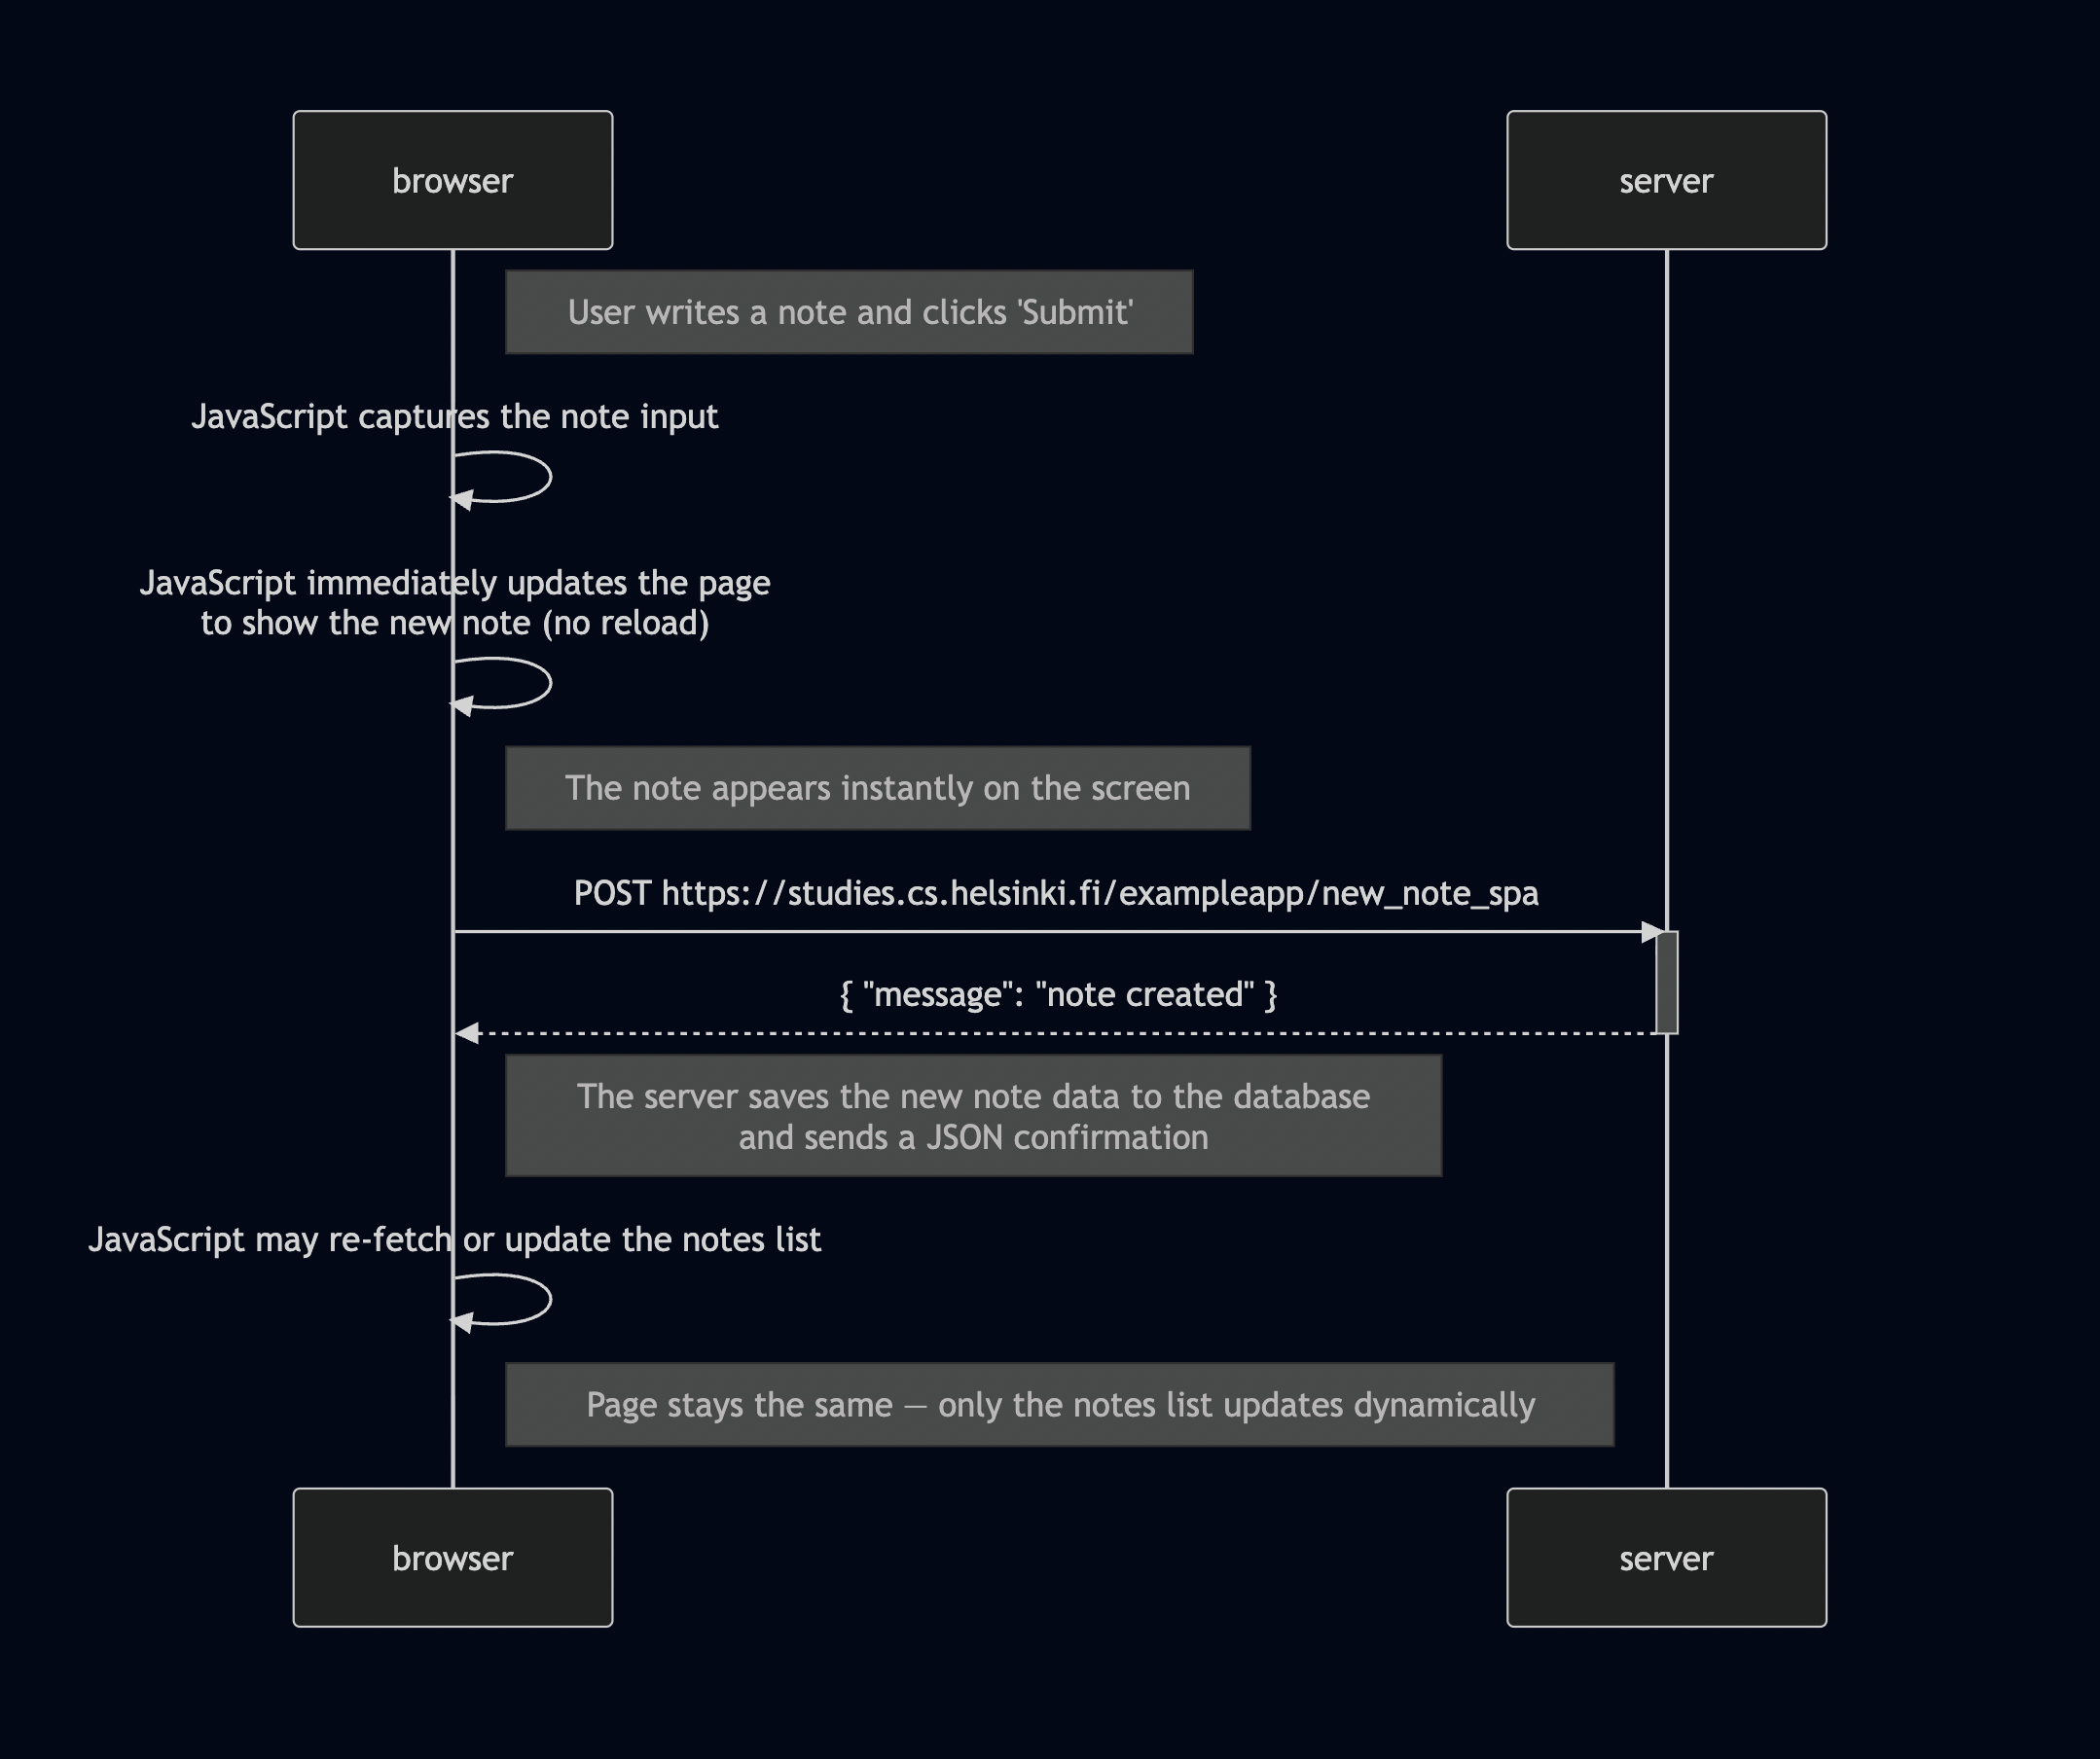 browser
server
User writes a note and clicks 'Submit'
JavaScript captures the note input
JavaScript immediately updates the page
to show the new note (no reload)
The note appears instantly on the screen
POST https://studies.cs.helsinki.fi/exampleapp/new_note_spa
{ "message": "note created" }
The server saves the new note data to the database
and sends a JSON confirmation
JavaScript may re-fetch or update the notes list
Page stays the same — only the notes list updates dynamically
browser
server